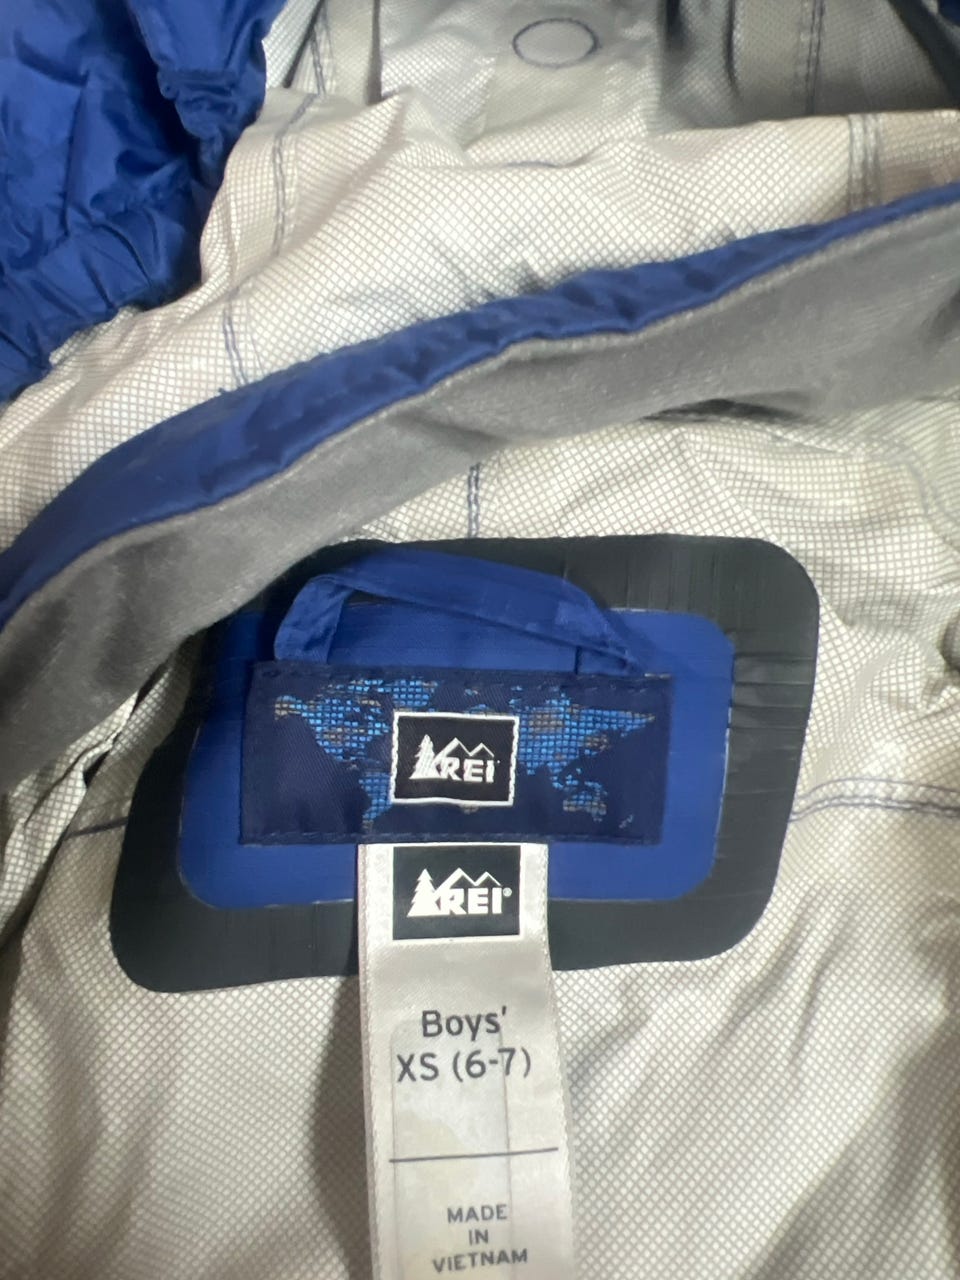 REI
REI®
Boys'
XS (6-7)
MADE
IN
VIETNAM